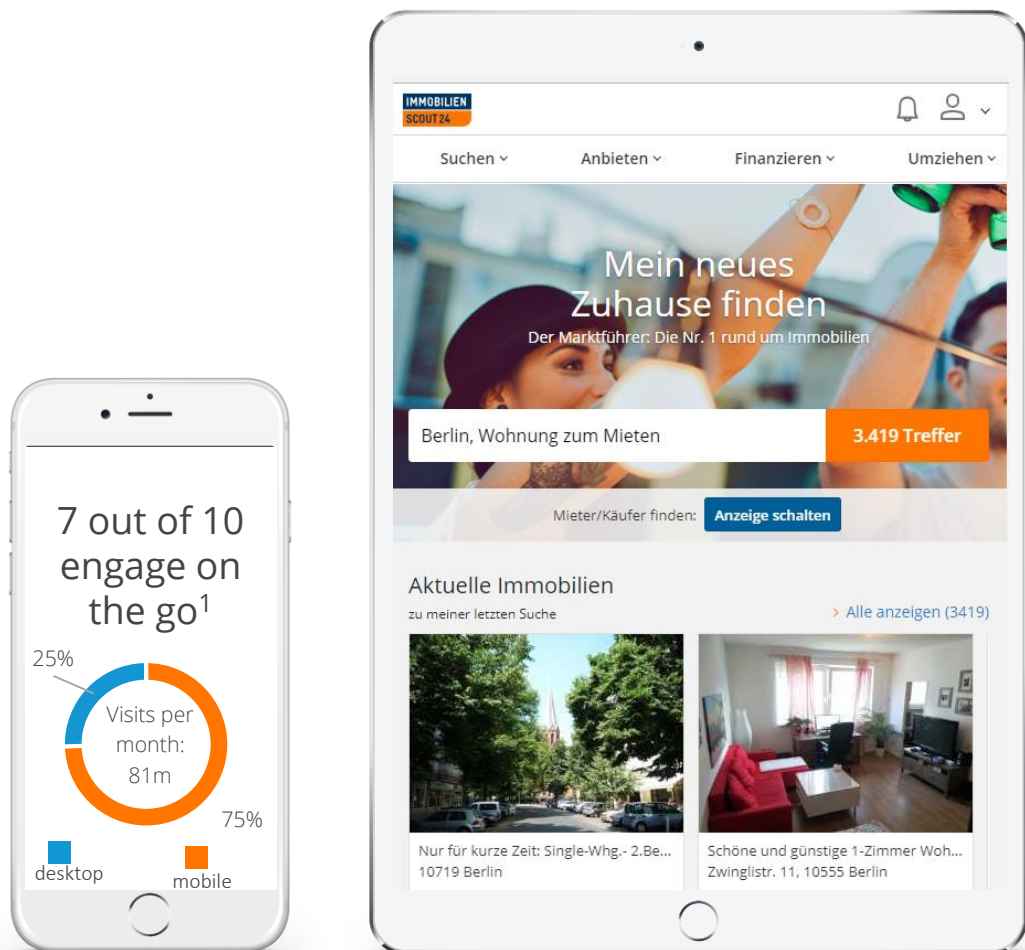 7 out of 10
engage on
the go¹
25%
Visits per
month:
81m
75%
desktop
mobile
IMMOBILIEN
SCOUT24
Suchen
Anbieten
Finanzieren
Umziehen
Mein neues
Zuhause finden
Der Marktführer: Die Nr. 1 rund um Immobilien
Berlin, Wohnung zum Mieten
3.419 Treffer
Mieter/Käufer finden:
Anzeige schalten
Aktuelle Immobilien
zu meiner letzten Suche
> Alle anzeigen (3419)
Nur für kurze Zeit: Single-Whg.- 2.Be...
10719 Berlin
Schöne und günstige 1-Zimmer Woh...
Zwinglistr. 11, 10555 Berlin